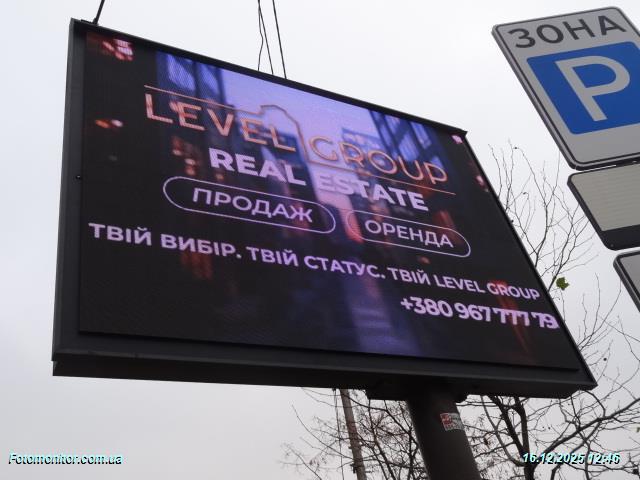 LEVEL GROUP
REAL ESTATE
ПРОДАЖ ОРЕНДА
ТВІЙ ВИБІР. ТВІЙ СТАТУС. ТВІЙ LEVEL GROUP
+380 967 777 79
ЗОНА
P
Fotomonitor.com.ua
16.12.2025 12:46